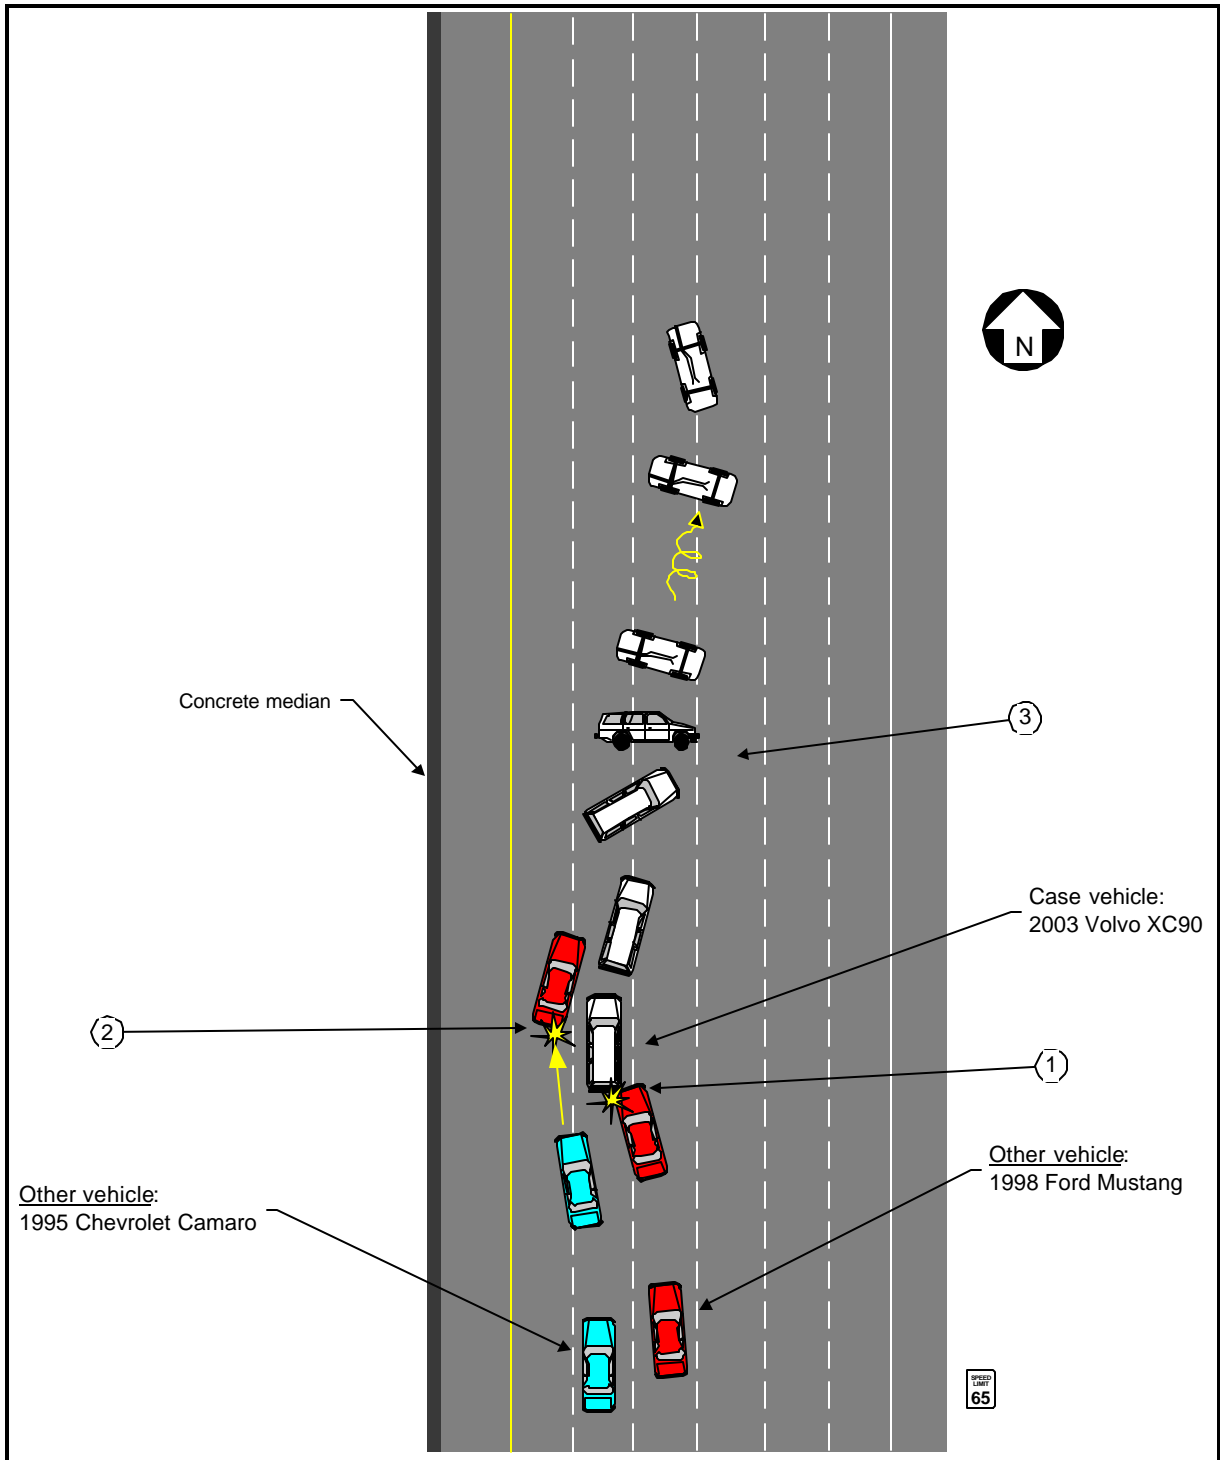 N
Concrete median
3
Case vehicle:
2003 Volvo XC90
2
1
Other vehicle:
1998 Ford Mustang
Other vehicle:
1995 Chevrolet Camaro
SPEED
LIMIT
65